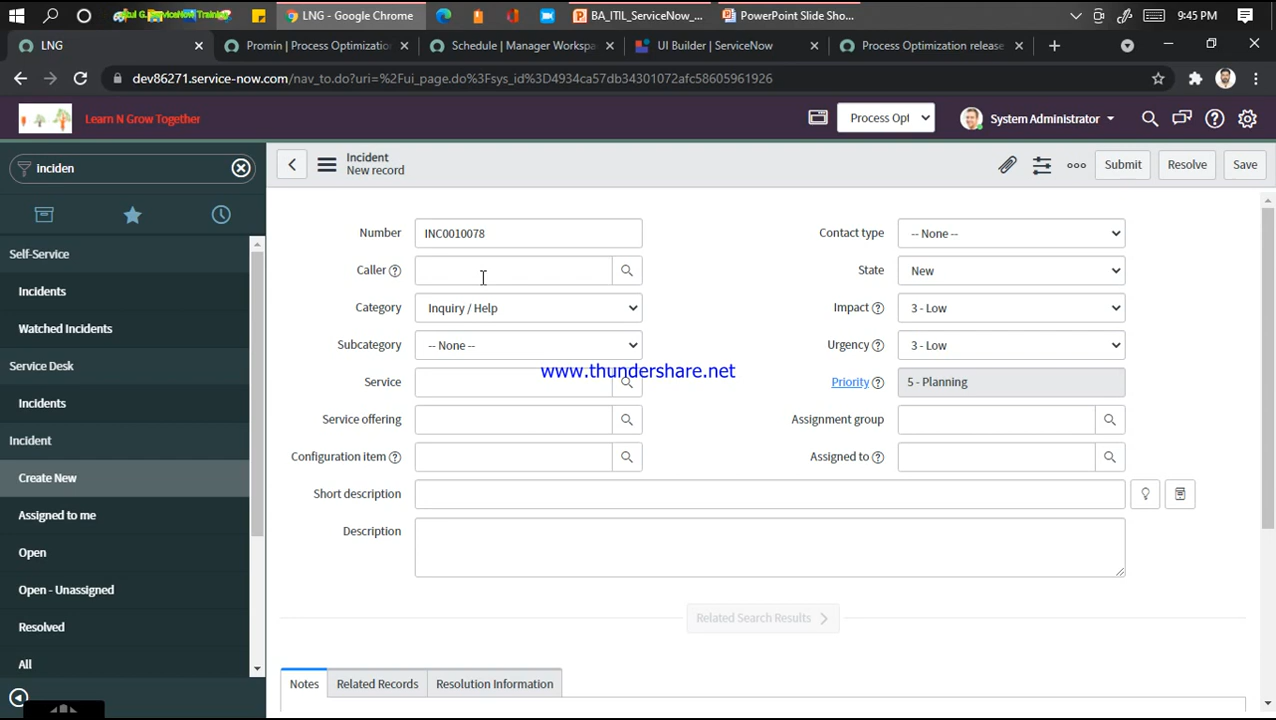 LNG - Google Chrome
BA_ITIL_ServiceNow_...
PowerPoint Slide Sho...
9:45 PM
LNG
Promin | Process Optimizatio
Schedule | Manager Workspa
UI Builder | ServiceNow
Process Optimization release
dev86271.service-now.com/nav_to.do?uri=%2Fui_page.do%3Fsys_id%3D4934ca57db34301072afc58605961926
Learn N Grow Together
Process Opt
System Administrator
inciden
Incident
New record
Submit
Resolve
Save
Self-Service
Incidents
Watched Incidents
Service Desk
Incidents
Incident
Create New
Assigned to me
Open
Open - Unassigned
Resolved
All
Number INC0010078
Caller
Category Inquiry / Help
Subcategory -- None --
Service
Service offering
Configuration item
Short description
Description
Contact type -- None --
State New
Impact 3 - Low
Urgency 3 - Low
Priority 5 - Planning
Assignment group
Assigned to
www.thundershare.net
Related Search Results
Notes
Related Records
Resolution Information